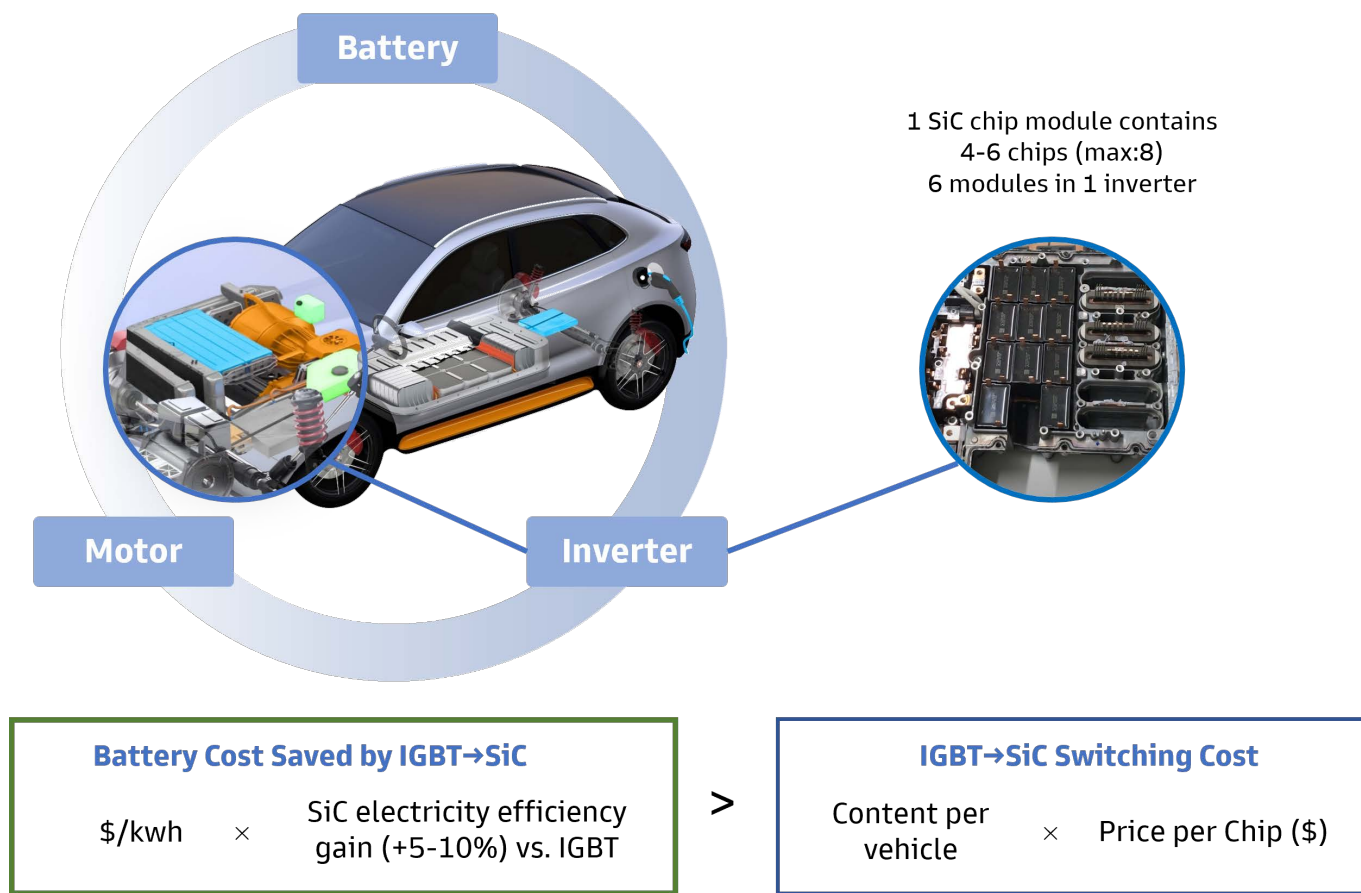 Battery
1 SiC chip module contains
4-6 chips (max:8)
6 modules in 1 inverter
Motor
Inverter
Battery Cost Saved by IGBT→SiC
$/kwh × SiC electricity efficiency
gain (+5-10%) vs. IGBT
>
IGBT→SiC Switching Cost
Content per
vehicle × Price per Chip ($)